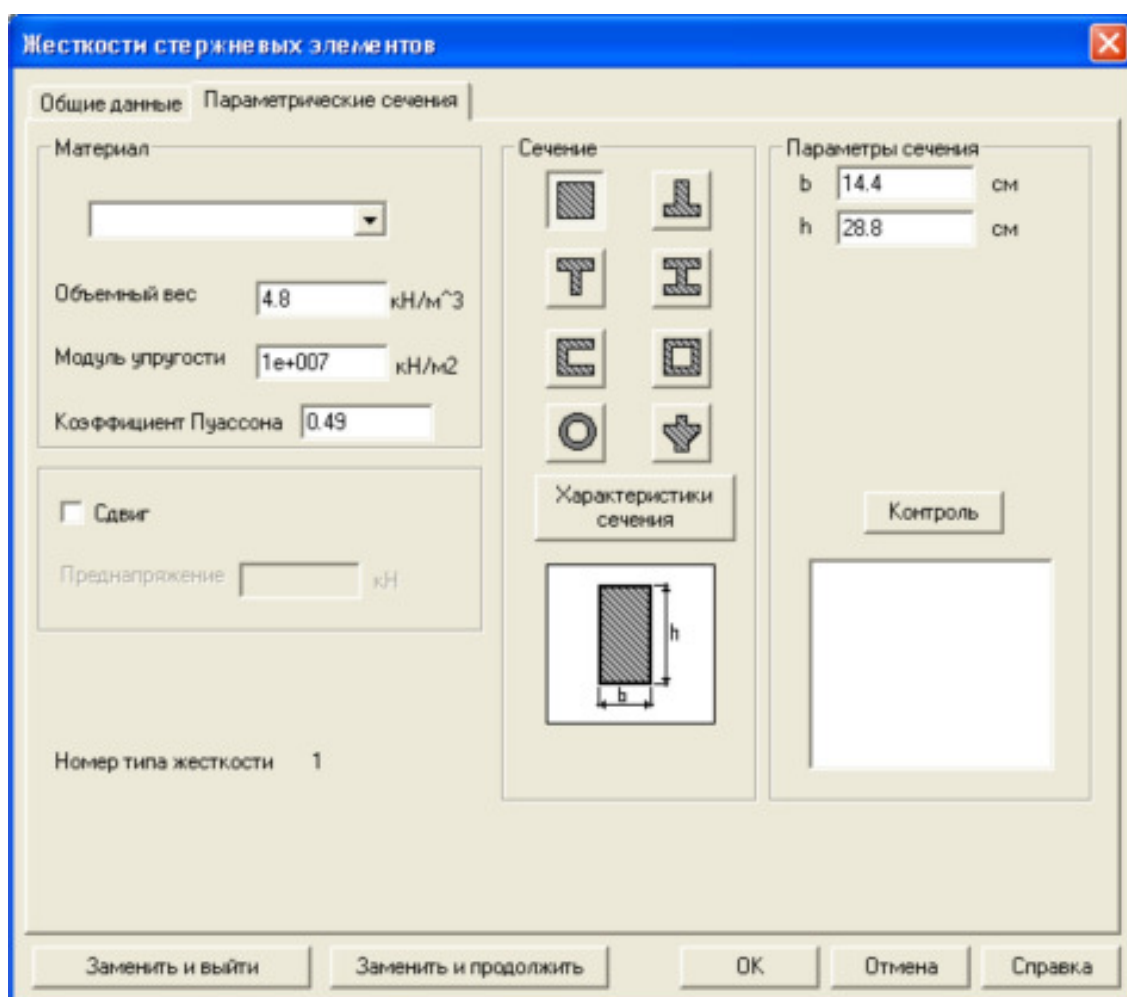 Жесткости стержневых элементов
Общие данные
Параметрические сечения
Материал
Объемный вес 4.8 кН/м^3
Модуль упругости 1e+007 кН/м2
Коэффициент Пуассона 0.49
Сдвиг
Преднапряжение кН
Номер типа жесткости 1
Сечение
Характеристики
сечения
h
b
Параметры сечения
b 14.4 см
h 28.8 см
Контроль
Заменить и выйти
Заменить и продолжить
OK
Отмена
Справка